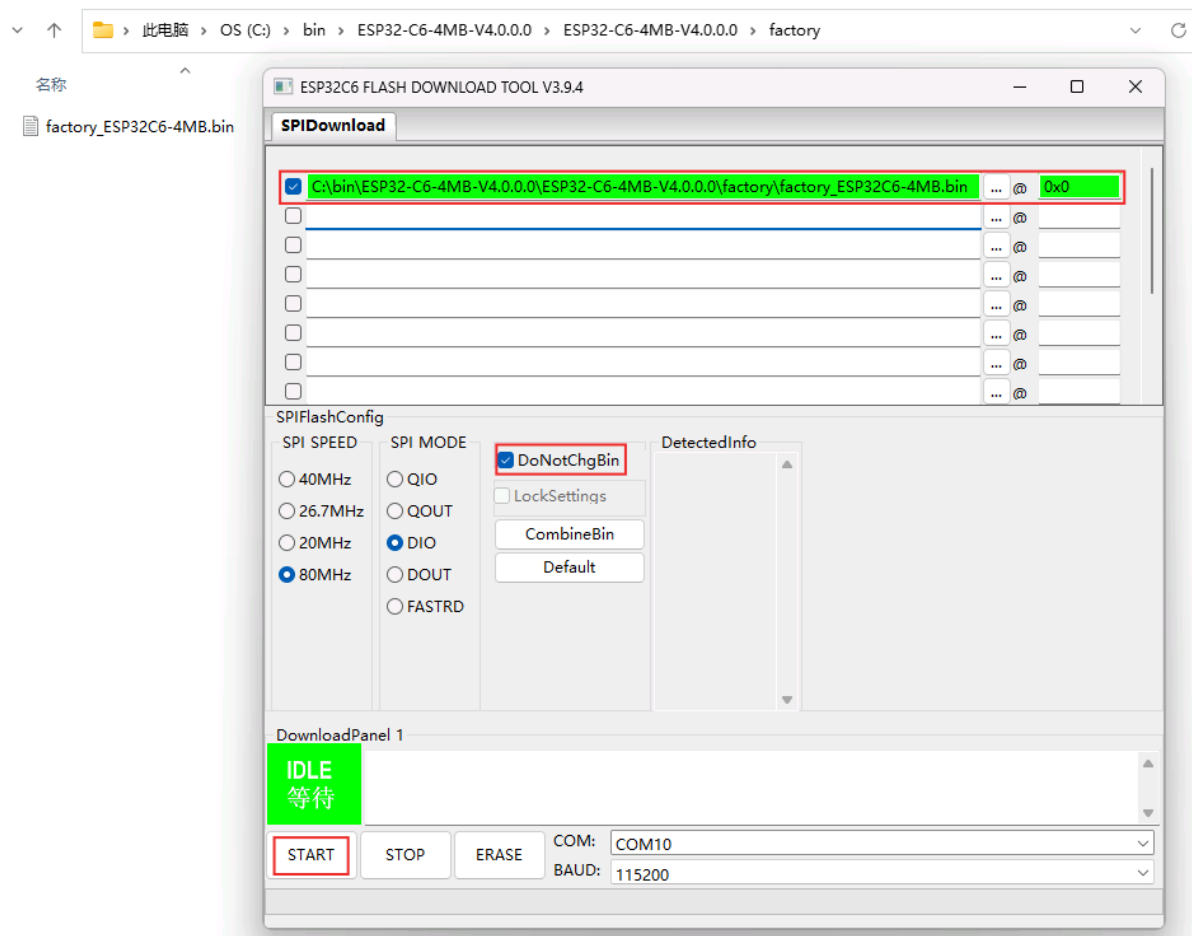 此电脑 › OS (C:) › bin › ESP32-C6-4MB-V4.0.0.0 › ESP32-C6-4MB-V4.0.0.0 › factory
名称
factory_ESP32C6-4MB.bin
ESP32C6 FLASH DOWNLOAD TOOL V3.9.4
SPIDownload
C:\bin\ESP32-C6-4MB-V4.0.0.0\ESP32-C6-4MB-V4.0.0.0\factory\factory_ESP32C6-4MB.bin ... @ 0x0
... @
... @
... @
... @
... @
... @
... @
SPIFlashConfig
SPI SPEED SPI MODE DetectedInfo
DoNotChgBin
40MHz QIO
LockSettings
26.7MHz QOUT
CombineBin
20MHz DIO
Default
80MHz DOUT
FASTRD
DownloadPanel 1
IDLE
等待
START STOP ERASE
COM: COM10
BAUD: 115200